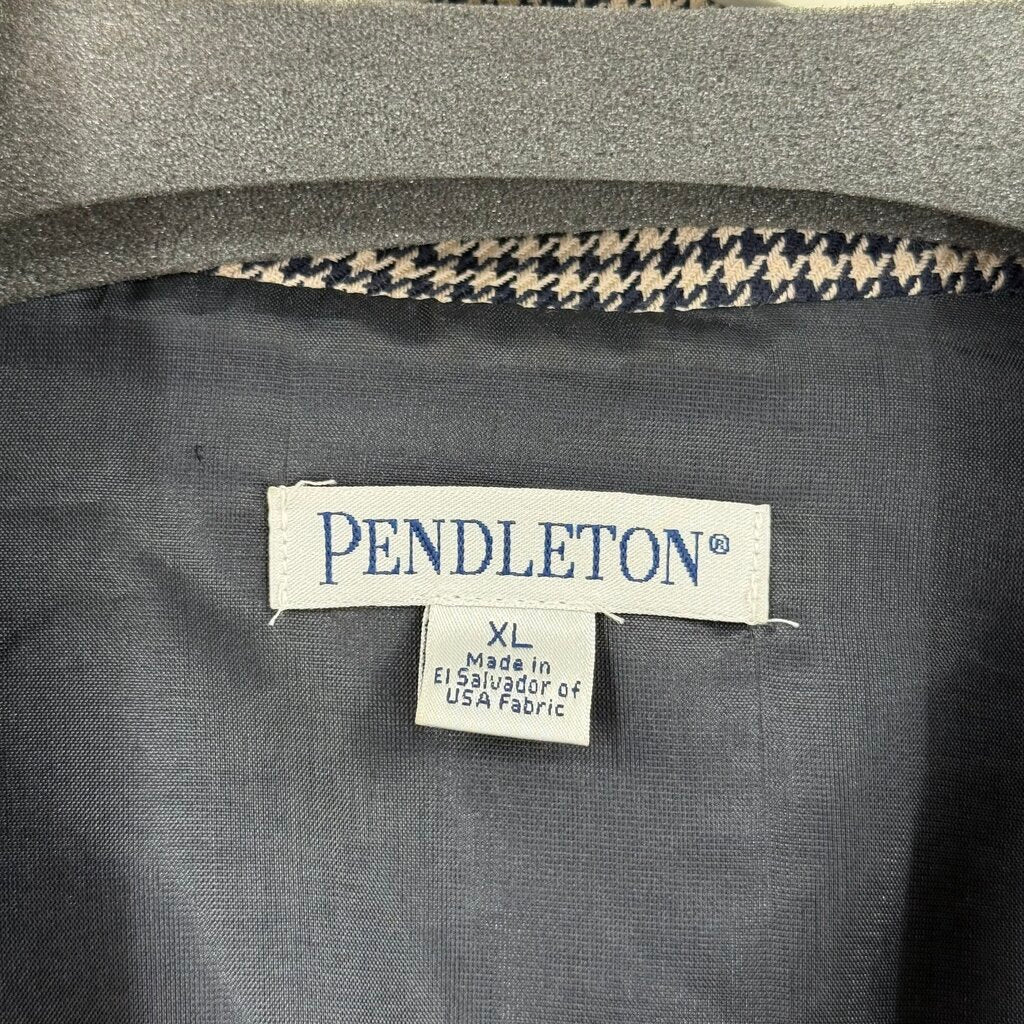 PENDLETON®
XL
Made in
El Salvador of
USA Fabric